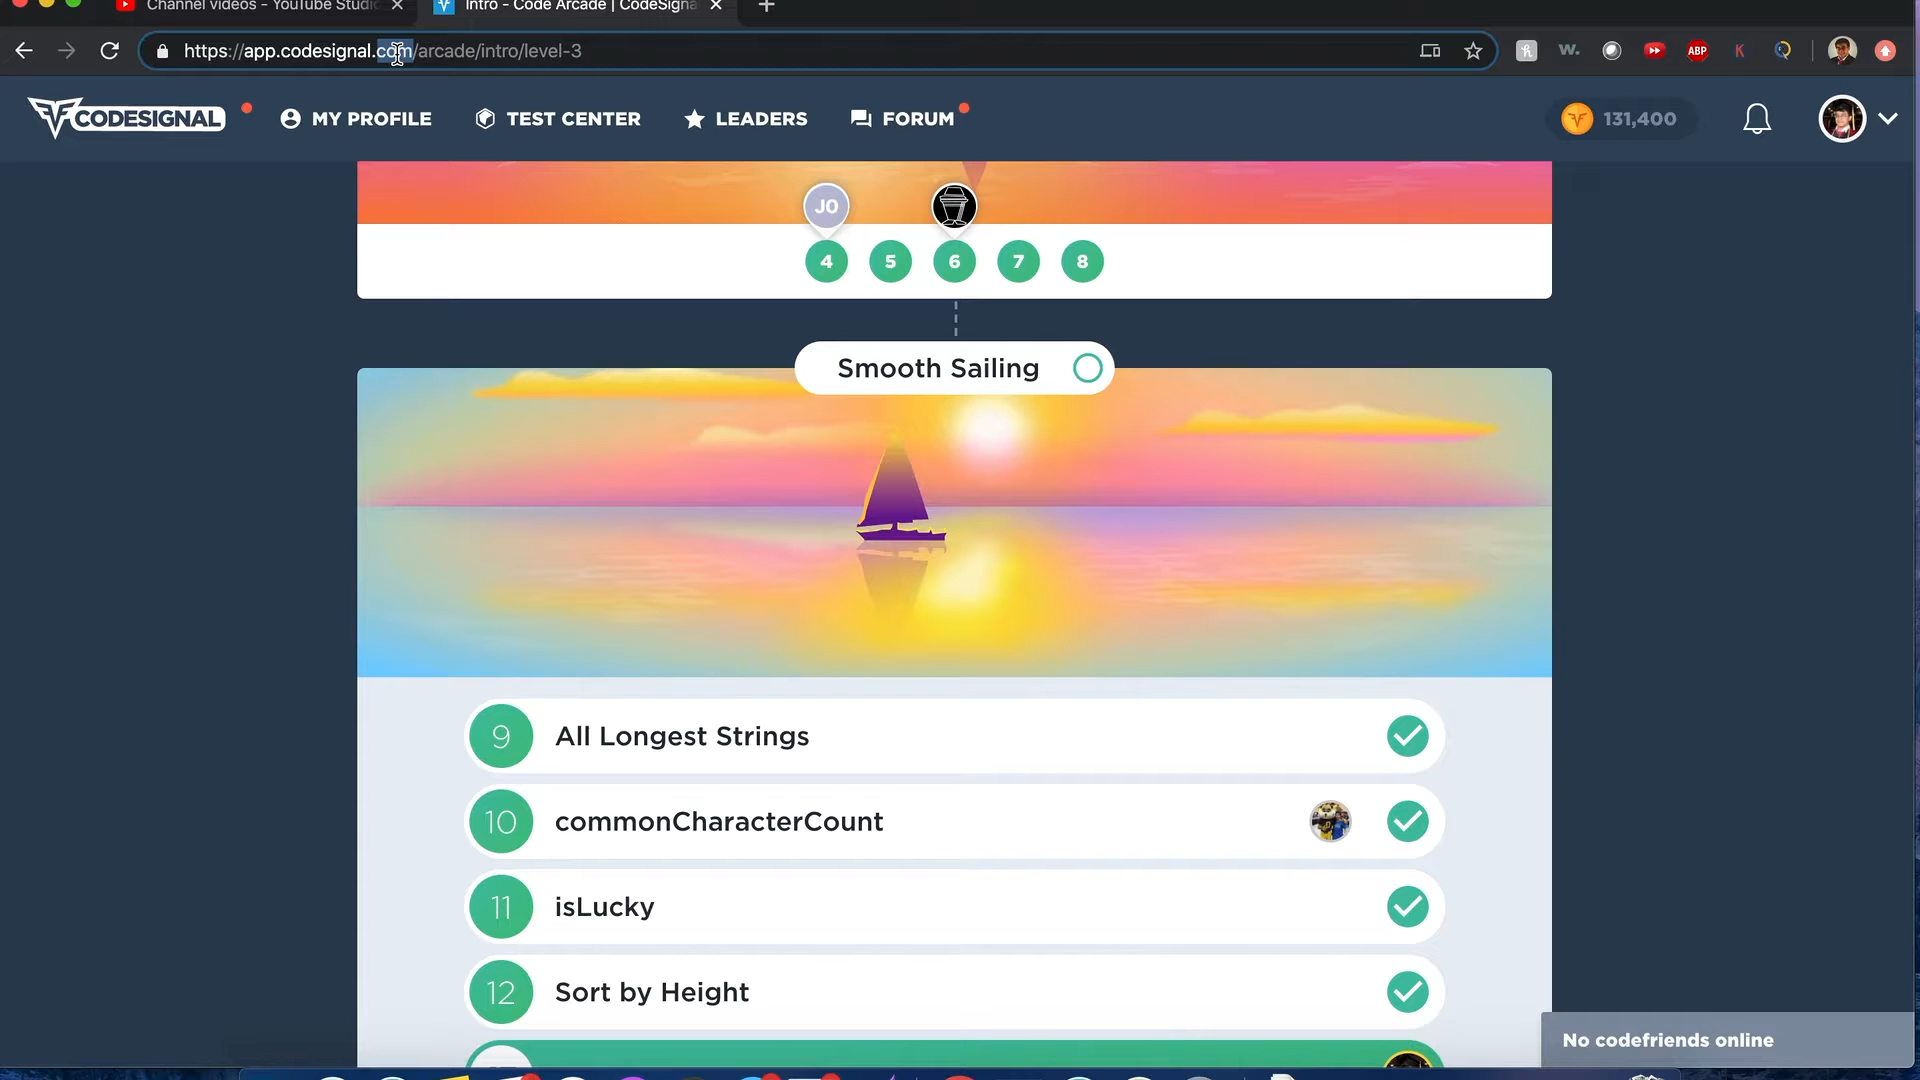 Channel videos - YouTube Studio
Intro - Code Arcade | CodeSigna
https://app.codesignal.com/arcade/intro/level-3
w.
ABP
K
CODESIGNAL
MY PROFILE
TEST CENTER
LEADERS
FORUM
131,400
JO
4
5
6
7
8
Smooth Sailing
9
All Longest Strings
10
commonCharacterCount
11
isLucky
12
Sort by Height
No codefriends online